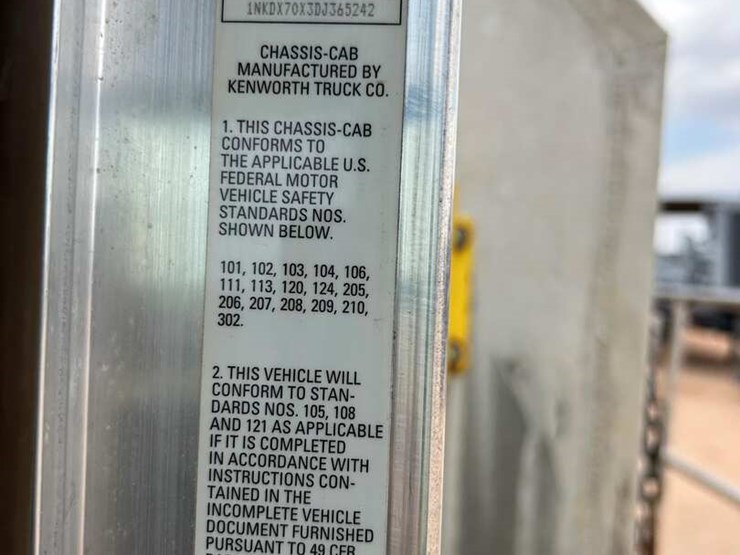 1NKDX70X3DJ365242
CHASSIS-CAB
MANUFACTURED BY
KENWORTH TRUCK CO.
1. THIS CHASSIS-CAB
CONFORMS TO
THE APPLICABLE U.S.
FEDERAL MOTOR
VEHICLE SAFETY
STANDARDS NOS.
SHOWN BELOW.
101, 102, 103, 104, 106,
111, 113, 120, 124, 205,
206, 207, 208, 209, 210,
302.
2. THIS VEHICLE WILL
CONFORM TO STAN-
DARDS NOS. 105, 108
AND 121 AS APPLICABLE
IF IT IS COMPLETED
IN ACCORDANCE WITH
INSTRUCTIONS CON-
TAINED IN THE
INCOMPLETE VEHICLE
DOCUMENT FURNISHED
PURSUANT TO 49 CFR